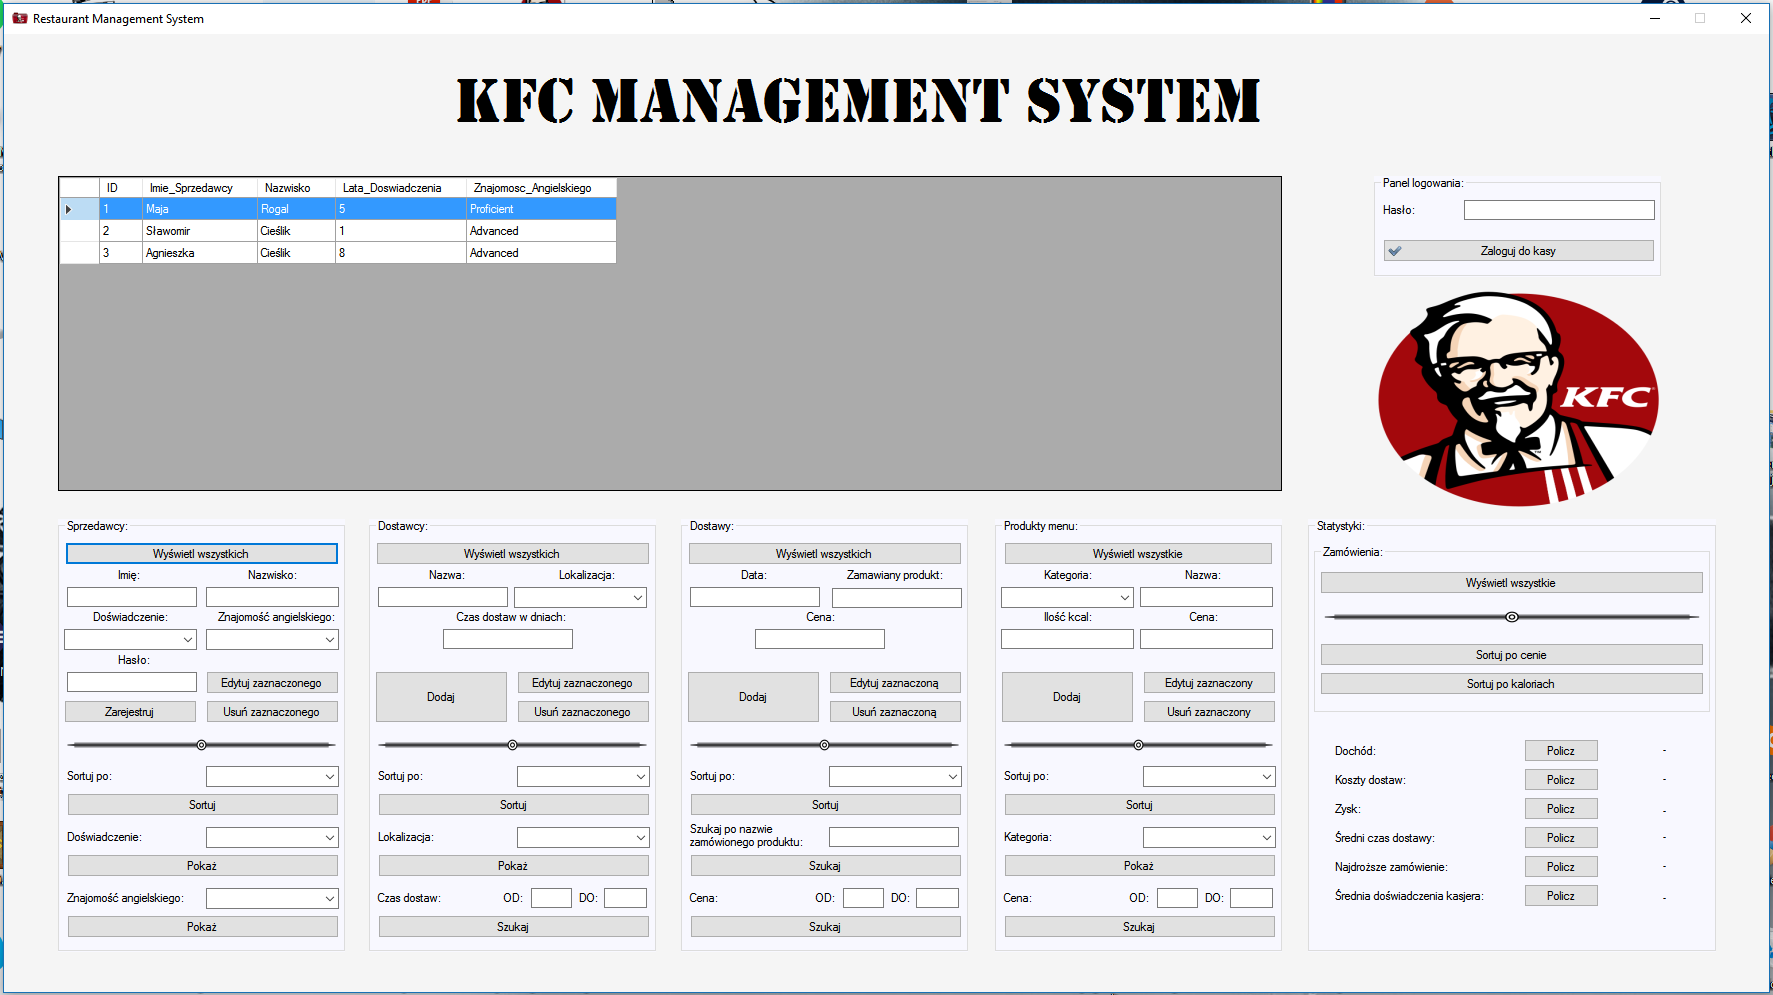 Restaurant Management System
KFC MANAGEMENT SYSTEM
ID Imie_Sprzedawcy Nazwisko Lata_Doswiadczenia Znajomosc_Angielskiego
1 Maja Rogal 5 Proficient
2 Sławomir Cieślik 1 Advanced
3 Agnieszka Cieślik 8 Advanced
Panel logowania:
Hasło:
Zaloguj do kasy
KFC
Sprzedawcy:
Wyświetl wszystkich
Imię: Nazwisko:
Doświadczenie: Znajomość angielskiego:
Hasło:
Edytuj zaznaczonego
Zarejestruj Usuń zaznaczonego
Sortuj po:
Sortuj
Doświadczenie:
Pokaż
Znajomość angielskiego:
Pokaż
Dostawcy:
Wyświetl wszystkich
Nazwa: Lokalizacja:
Czas dostaw w dniach:
Dodaj
Edytuj zaznaczonego
Usuń zaznaczonego
Sortuj po:
Sortuj
Lokalizacja:
Pokaż
Czas dostaw: OD: DO:
Szukaj
Dostawy:
Wyświetl wszystkich
Data: Zamawiany produkt:
Cena:
Dodaj
Edytuj zaznaczoną
Usuń zaznaczoną
Sortuj po:
Sortuj
Szukaj po nazwie
zamówionego produktu:
Szukaj
Cena: OD: DO:
Szukaj
Produkty menu:
Wyświetl wszystkie
Kategoria: Nazwa:
Ilość kcal: Cena:
Dodaj
Edytuj zaznaczony
Usuń zaznaczony
Sortuj po:
Sortuj
Kategoria:
Pokaż
Cena: OD: DO:
Szukaj
Statystyki:
Zamówienia:
Wyświetl wszystkie
Sortuj po cenie
Sortuj po kaloriach
Dochód: Policz -
Koszty dostaw: Policz -
Zysk: Policz -
Średni czas dostawy: Policz -
Najdroższe zamówienie: Policz -
Średnia doświadczenia kasjera: Policz -